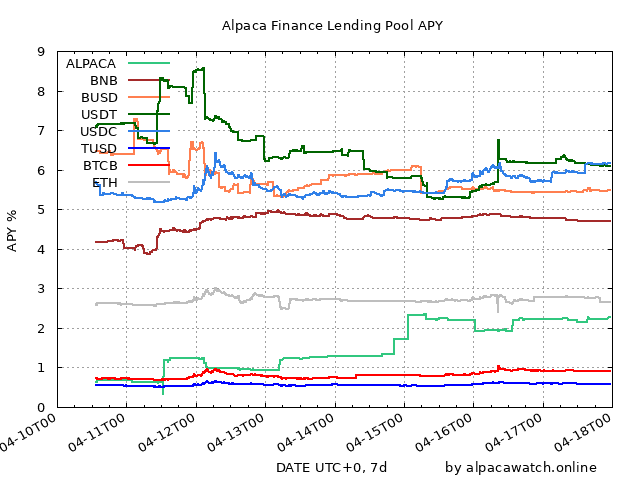 Alpaca Finance Lending Pool APY
9
8
7
6
5
4
3
2
1
0
APY %
ALPACA
BNB
BUSD
USDT
USDC
TUSD
BTCB
ETH
04-10T00
04-11T00
04-12T00
04-13T00
04-14T00
04-15T00
04-16T00
04-17T00
04-18T00
DATE UTC+0, 7d
by alpacawatch.online